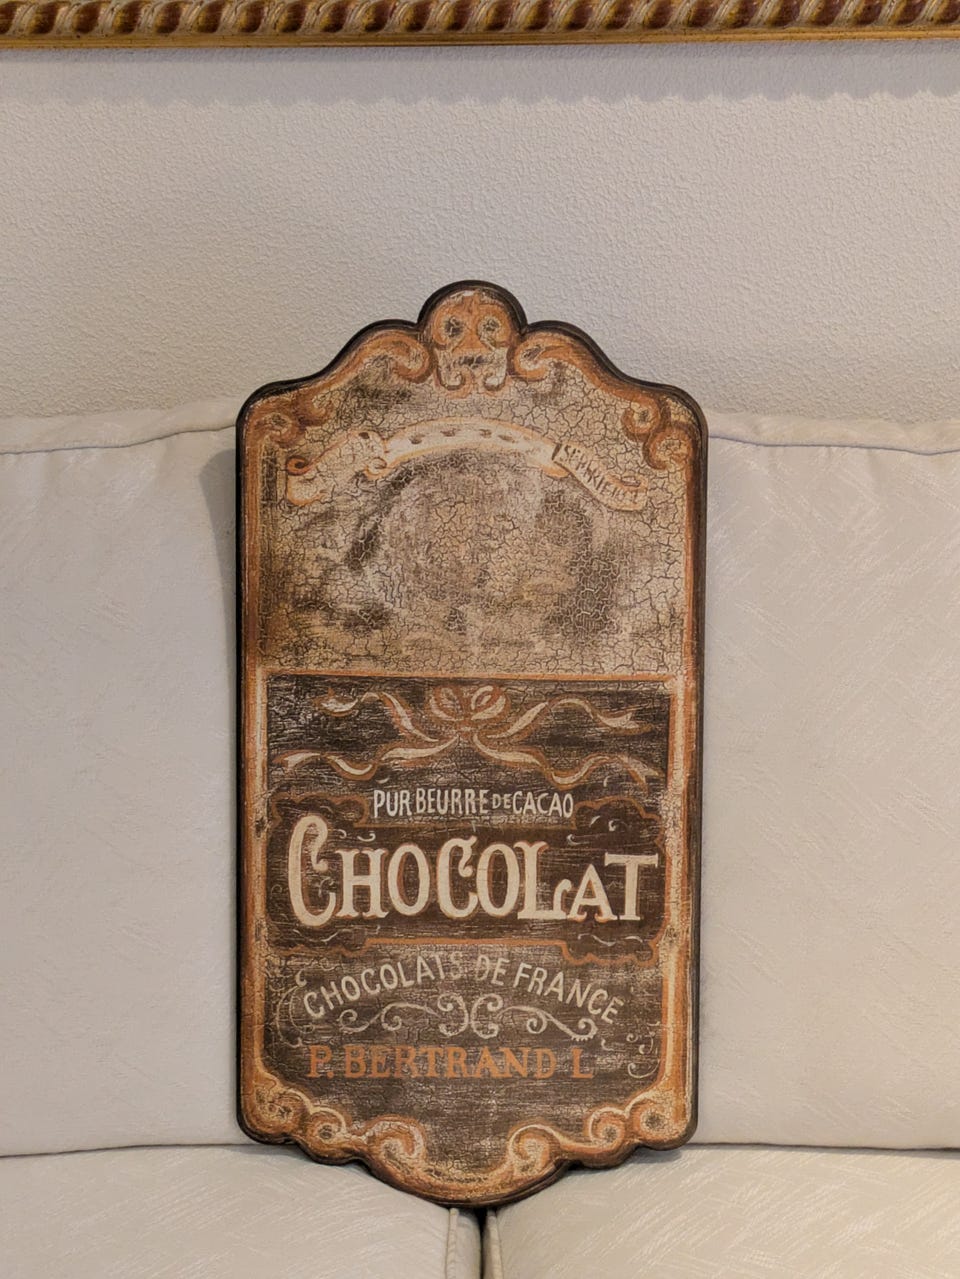 PUR BEURRE DE CACAO
CHOCOLAT
CHOCOLATS DE FRANCE
P. BERTRAND L